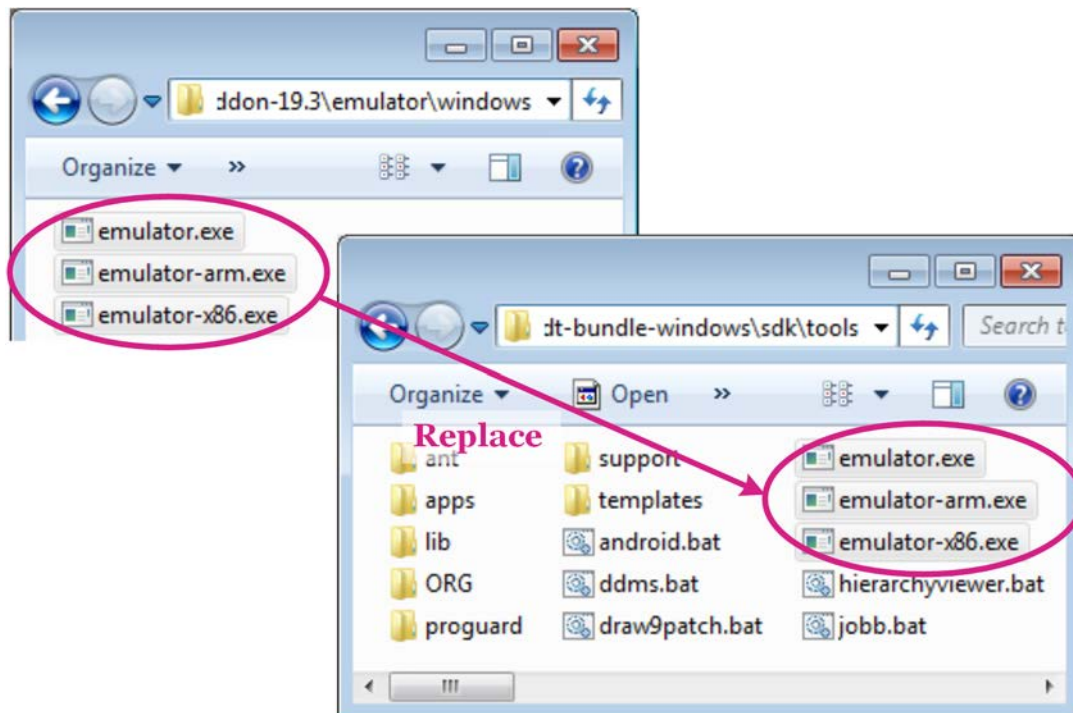 ddon-19.3\emulator\windows
Organize »
emulator.exe
emulator-arm.exe
emulator-x86.exe
dt-bundle-windows\sdk\tools Search t
Organize Open »
Replace
ant support emulator.exe
apps templates emulator-arm.exe
lib android.bat emulator-x86.exe
ORG ddms.bat hierarchyviewer.bat
proguard draw9patch.bat jobb.bat